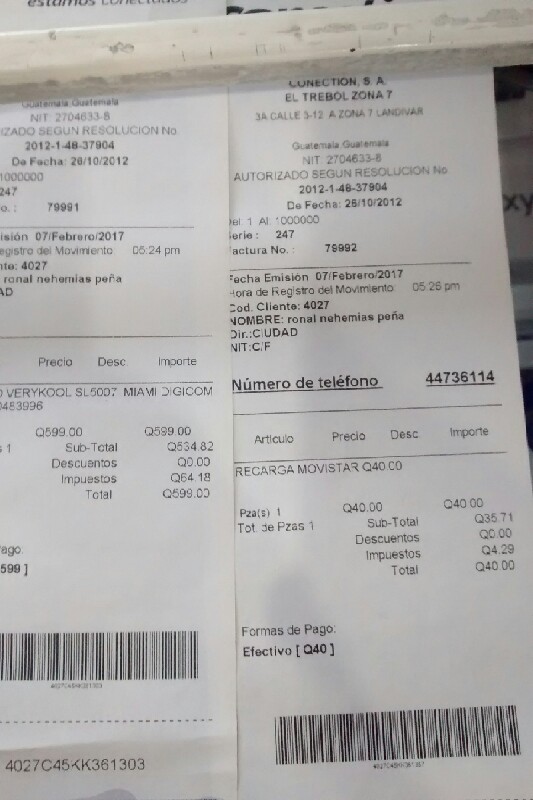 estamos conectados
Guatemala,Guatemala
NIT: 2704633-8
IZADO SEGUN RESOLUCION No.
2012-1-48-37904
De Fecha: 26/10/2012
1000000
247
o. : 79991
isión 07/Febrero/2017
egistro del Movimiento 05:24 pm
nte: 4027
ronal nehemias peña
AD
Precio Desc. Importe
VERYKOOL SL5007 MIAMI DIGICOM
0483996
Q599.00 Q599.00
s 1 Sub-Total Q534.82
Descuentos Q0.00
Impuestos Q64.18
Total Q599.00
ago:
599 ]
4027C45KK361303
4027C45KK361303
CONECTION, S.A.
EL TREBOL ZONA 7
3A CALLE 3-12 A ZONA 7 LANDIVAR
Guatemala,Guatemala
NIT: 2704633-8
AUTORIZADO SEGUN RESOLUCION No
2012-1-48-37904
De Fecha: 26/10/2012
Del: 1 Al: 1000000
Serie : 247
Factura No. : 79992
Fecha Emisión 07/Febrero/2017
Hora de Registro del Movimiento 05:26 pm
Cod. Cliente: 4027
NOMBRE: ronal nehemias peña
Dir.:CIUDAD
NIT:C/F
Número de teléfono 44736114
Articulo Precio Desc Importe
RECARGA MOVISTAR Q40.00
Pza(s) 1 Q40.00 Q40.00
Tot. de Pzas 1 Sub-Total Q35.71
Descuentos Q0.00
Impuestos Q4.29
Total Q40.00
Formas de Pago:
Efectivo [ Q40 ]
xy